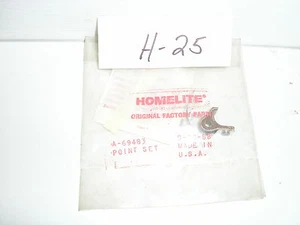 H-25
HOMELITE
ORIGINAL FACTORY PARTS
A-69485
POINT SET
MADE IN
U.S.A.